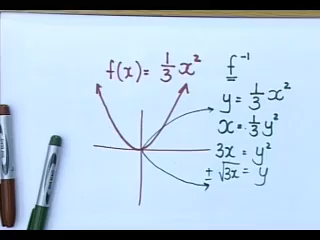 f(x) = 1/3 x²
f⁻¹
y = 1/3 x²
x = 1/3 y²
3x = y²
± √3x = y